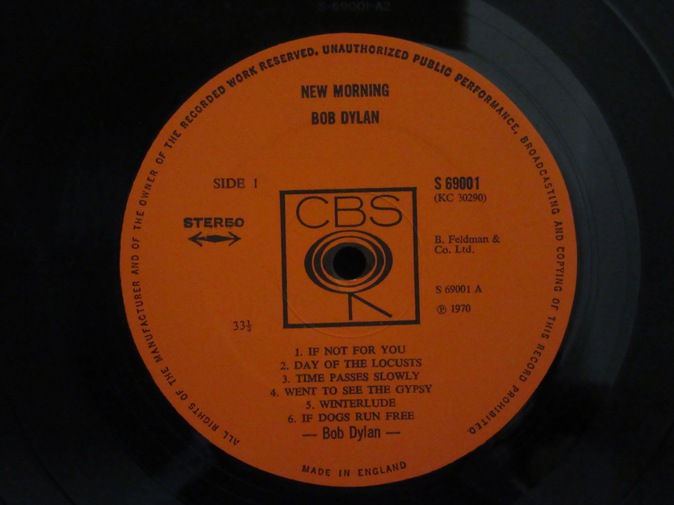 S-69001-A2
ALL RIGHTS OF THE MANUFACTURER AND OF THE OWNER OF THE RECORDED WORK RESERVED. UNAUTHORIZED PUBLIC PERFORMANCE, BROADCASTING AND COPYING OF THIS RECORD PROHIBITED.
NEW MORNING
BOB DYLAN
SIDE 1
S 69001
(KC 30290)
STEREO
CBS
B. Feldman &
Co. Ltd.
S 69001 A
℗ 1970
33⅓
1. IF NOT FOR YOU
2. DAY OF THE LOCUSTS
3. TIME PASSES SLOWLY
4. WENT TO SEE THE GYPSY
5. WINTERLUDE
6. IF DOGS RUN FREE
— Bob Dylan —
MADE IN ENGLAND